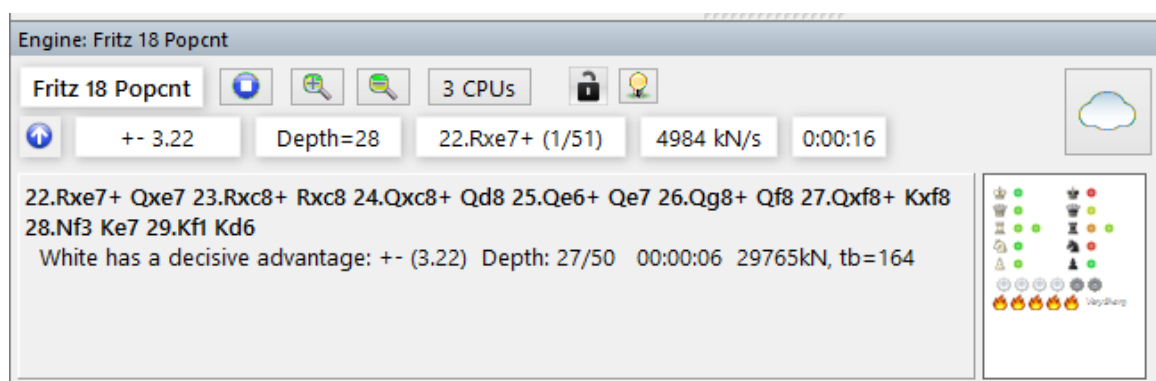 Engine: Fritz 18 Popcnt
Fritz 18 Popcnt 3 CPUs
+- 3.22 Depth=28 22.Rxe7+ (1/51) 4984 kN/s 0:00:16
22.Rxe7+ Qxe7 23.Rxc8+ Rxc8 24.Qxc8+ Qd8 25.Qe6+ Qe7 26.Qg8+ Qf8 27.Qxf8+ Kxf8
28.Nf3 Ke7 29.Kf1 Kd6
White has a decisive advantage: +- (3.22) Depth: 27/50 00:00:06 29765kN, tb=164
Very sharp